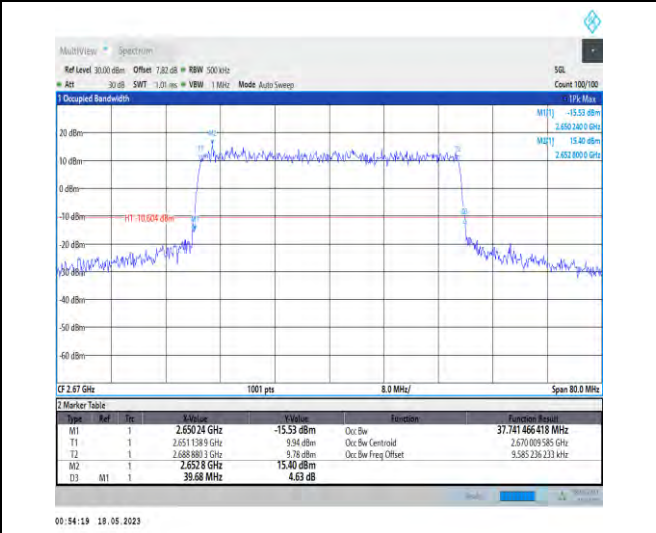 MultiView Spectrum
Ref Level 30.00 dBm Offset 7.82 dB RBW 500 kHz SGL
Att 30 dB SWT 1.01 ms VBW 1 MHz Mode Auto Sweep Count 100/100
1 Occupied Bandwidth 1Pk Max
M1[1] -15.53 dBm
2.650 240 0 GHz
M2[1] 15.40 dBm
2.652 800 0 GHz
20 dBm
M2
T1
10 dBm
0 dBm
-10 dBm
H1 -10.604 dBm
M1
D3
-20 dBm
-30 dBm
-40 dBm
-50 dBm
-60 dBm
CF 2.67 GHz 1001 pts 8.0 MHz/ Span 80.0 MHz
2 Marker Table
Type Ref Trc X-Value Y-Value Function Function Result
M1 1 2.65024 GHz -15.53 dBm Occ Bw 37.741 466 418 MHz
T1 1 2.651 138 9 GHz 9.94 dBm Occ Bw Centroid 2.670 009 585 GHz
T2 1 2.688 880 3 GHz 9.78 dBm Occ Bw Freq Offset 9.585 236 233 kHz
M2 1 2.652 8 GHz 15.40 dBm
D3 M1 1 39.68 MHz 4.63 dB
00:54:19 18.05.2023